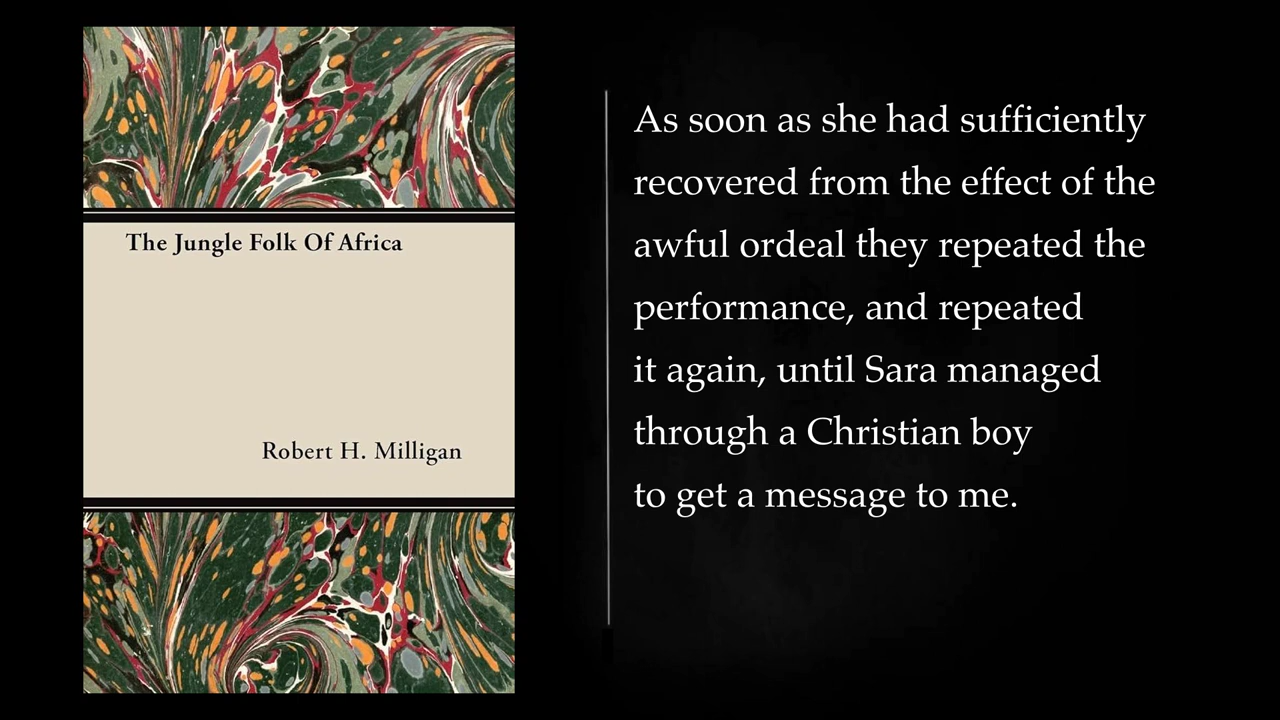 The Jungle Folk Of Africa
Robert H. Milligan
As soon as she had sufficiently
recovered from the effect of the
awful ordeal they repeated the
performance, and repeated
it again, until Sara managed
through a Christian boy
to get a message to me.